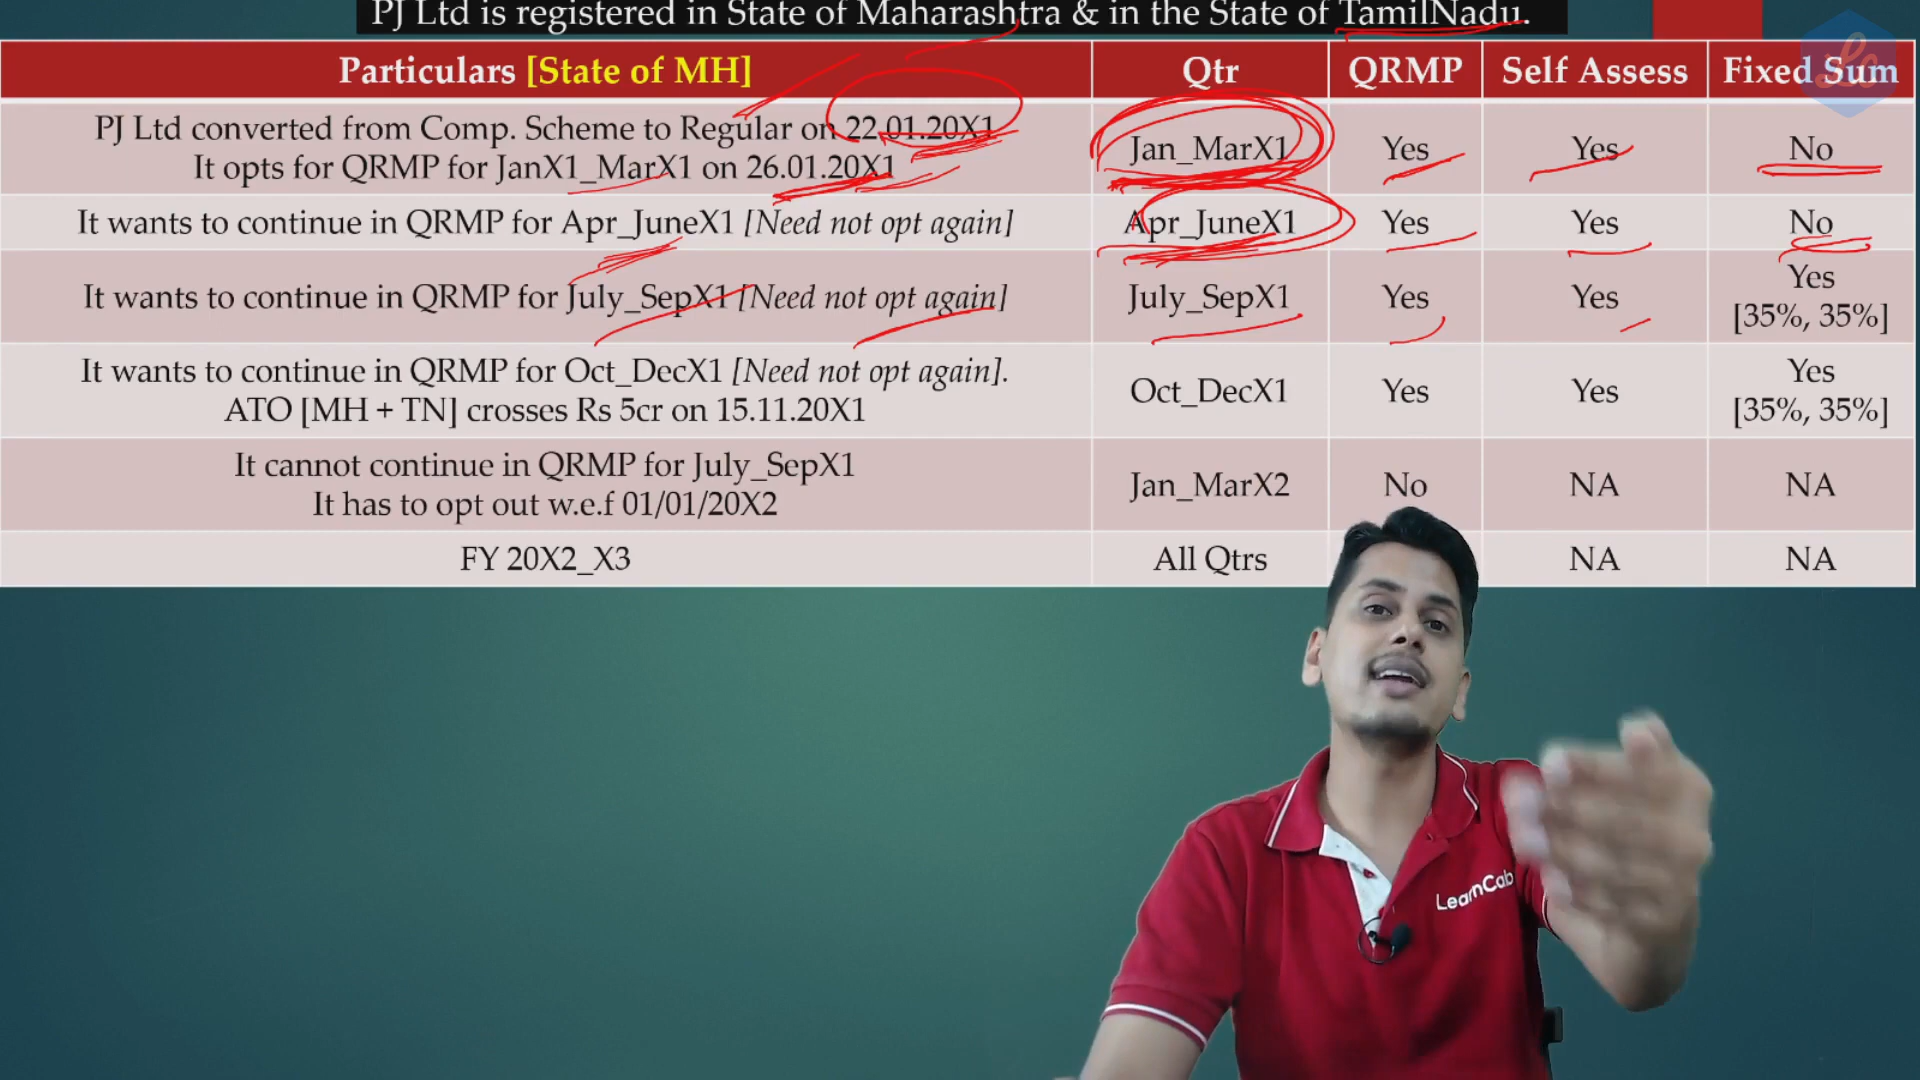 PJ Ltd is registered in State of Maharashtra & in the State of TamilNadu.
Particulars [State of MH] Qtr QRMP Self Assess Fixed Sum
PJ Ltd converted from Comp. Scheme to Regular on 22.01.20X1
It opts for QRMP for JanX1_MarX1 on 26.01.20X1
Jan_MarX1 Yes Yes No
It wants to continue in QRMP for Apr_JuneX1 [Need not opt again] Apr_JuneX1 Yes Yes No
It wants to continue in QRMP for July_SepX1 [Need not opt again] July_SepX1 Yes Yes Yes
[35%, 35%]
It wants to continue in QRMP for Oct_DecX1 [Need not opt again].
ATO [MH + TN] crosses Rs 5cr on 15.11.20X1
Oct_DecX1 Yes Yes Yes
[35%, 35%]
It cannot continue in QRMP for July_SepX1
It has to opt out w.e.f 01/01/20X2
Jan_MarX2 No NA NA
FY 20X2_X3 All Qtrs NA NA
LearnCab